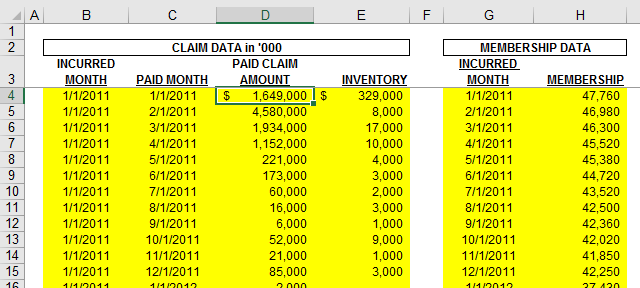 A B C D E F G H
1
2 CLAIM DATA in '000 MEMBERSHIP DATA
INCURRED PAID CLAIM INCURRED
3 MONTH PAID MONTH AMOUNT INVENTORY MONTH MEMBERSHIP
4 1/1/2011 1/1/2011 $ 1,649,000 $ 329,000 1/1/2011 47,760
5 1/1/2011 2/1/2011 4,580,000 8,000 2/1/2011 46,980
6 1/1/2011 3/1/2011 1,934,000 17,000 3/1/2011 46,300
7 1/1/2011 4/1/2011 1,152,000 10,000 4/1/2011 45,520
8 1/1/2011 5/1/2011 221,000 4,000 5/1/2011 45,380
9 1/1/2011 6/1/2011 173,000 3,000 6/1/2011 44,720
10 1/1/2011 7/1/2011 60,000 2,000 7/1/2011 43,520
11 1/1/2011 8/1/2011 16,000 3,000 8/1/2011 42,500
12 1/1/2011 9/1/2011 6,000 1,000 9/1/2011 42,360
13 1/1/2011 10/1/2011 52,000 9,000 10/1/2011 42,020
14 1/1/2011 11/1/2011 21,000 1,000 11/1/2011 41,850
15 1/1/2011 12/1/2011 85,000 3,000 12/1/2011 42,250
16 1/1/2011 1/1/2012 2,000 1/1/2012